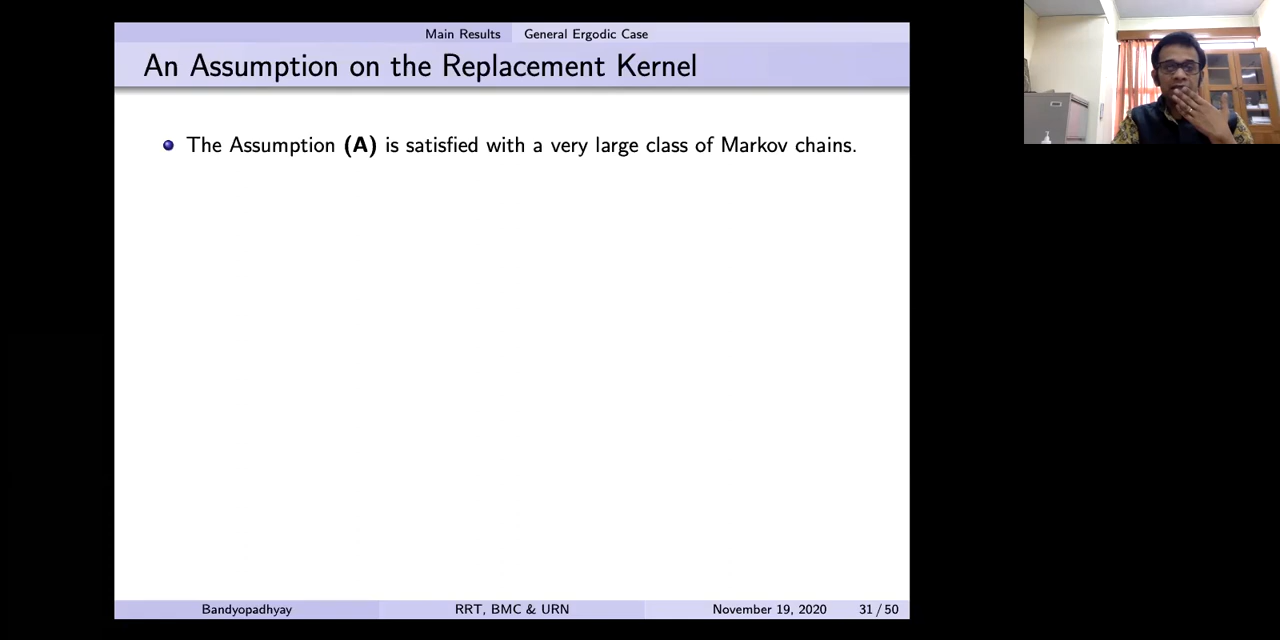 Main Results General Ergodic Case
An Assumption on the Replacement Kernel
The Assumption (A) is satisfied with a very large class of Markov chains.
Bandyopadhyay RRT, BMC & URN November 19, 2020 31 / 50